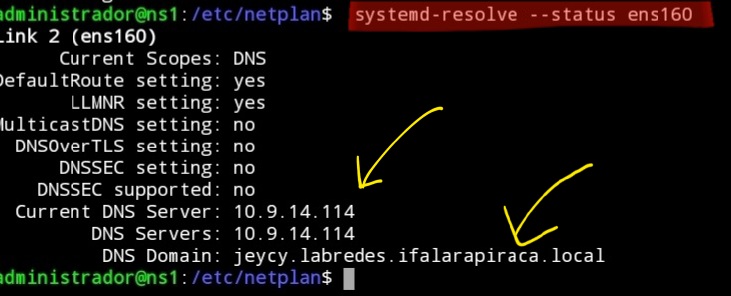 administrador@ns1:/etc/netplan$ systemd-resolve --status ens160
Link 2 (ens160)
Current Scopes: DNS
DefaultRoute setting: yes
LLMNR setting: yes
MulticastDNS setting: no
DNSOverTLS setting: no
DNSSEC setting: no
DNSSEC supported: no
Current DNS Server: 10.9.14.114
DNS Servers: 10.9.14.114
DNS Domain: jeycy.labredes.ifalarapiraca.local
administrador@ns1:/etc/netplan$